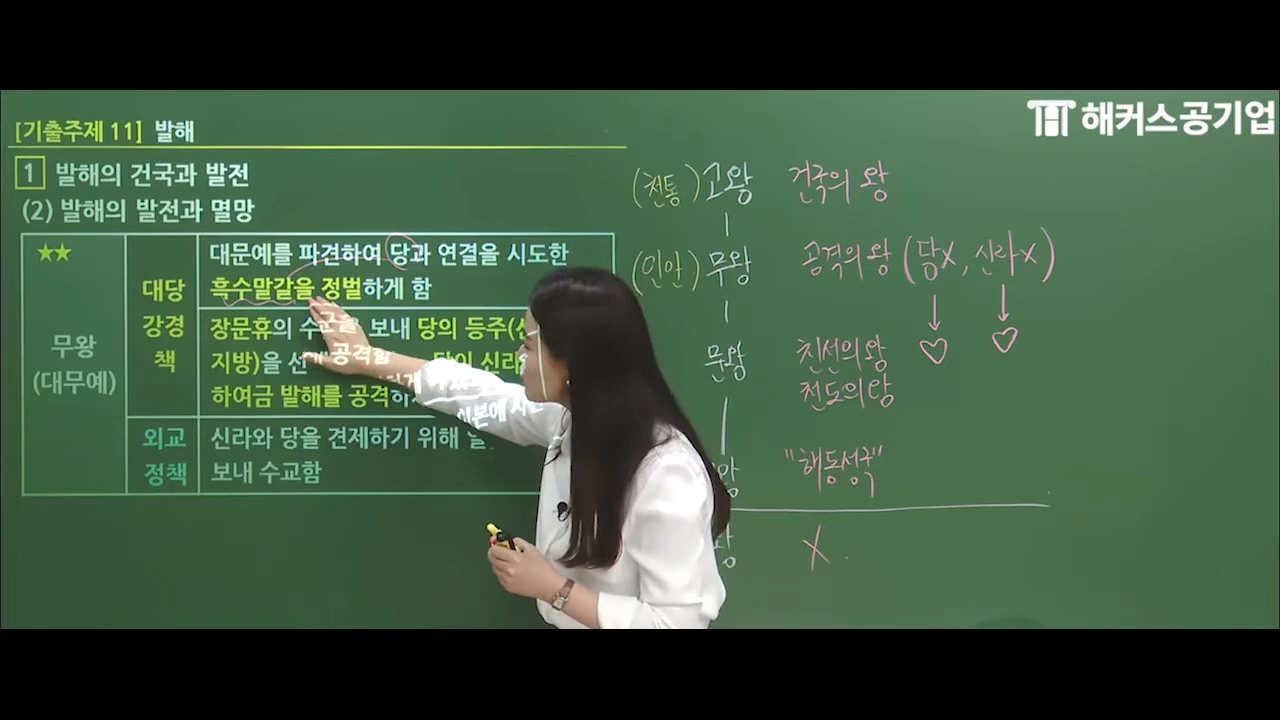 해커스공기업
[기출주제 11] 발해
1 발해의 건국과 발전
(2) 발해의 발전과 멸망
★★
무왕
(대무예)
대당
강경
책
대문예를 파견하여 당과 연결을 시도한
흑수말갈을 정벌하게 함
장문휴의 수군을 보내 당의 등주(
지방)을 공격함 당이 신라
하여금 발해를 공격하
외교
정책
신라와 당을 견제하기 위해
보내 수교함
(천통) 고왕 건국의 왕
(인안) 무왕 공격의 왕 (당X, 신라X)
↓ ↓
♡ ♡
문왕 친선의 왕
천도의 왕
왕 "해동성국"
왕 X